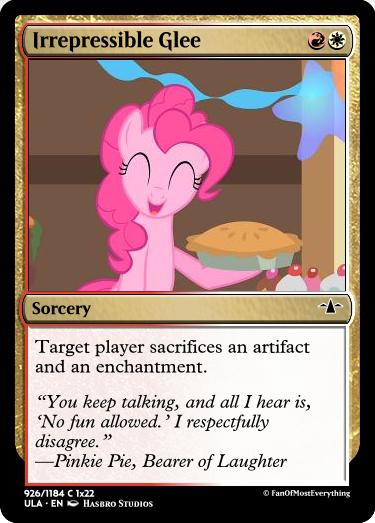 Irrepressible Glee
Sorcery
Target player sacrifices an artifact
and an enchantment.
“You keep talking, and all I hear is,
‘No fun allowed.’ I respectfully
disagree.”
—Pinkie Pie, Bearer of Laughter
926/1184 C 1x22
ULA • EN HASBRO STUDIOS
© FanOfMostEverything